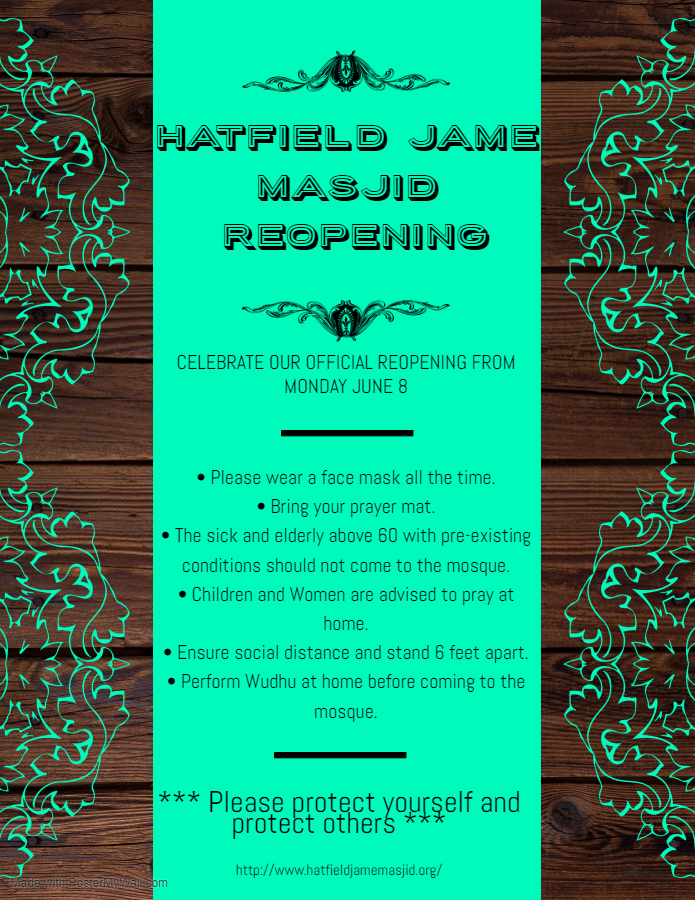 HATFIELD JAME
MASJID
REOPENING
CELEBRATE OUR OFFICIAL REOPENING FROM
MONDAY JUNE 8
• Please wear a face mask all the time.
• Bring your prayer mat.
• The sick and elderly above 60 with pre-existing
conditions should not come to the mosque.
• Children and Women are advised to pray at
home.
• Ensure social distance and stand 6 feet apart.
• Perform Wudhu at home before coming to the
mosque.
*** Please protect yourself and
protect others ***
http://www.hatfieldjamemasjid.org/
Made with PosterMyWall.com